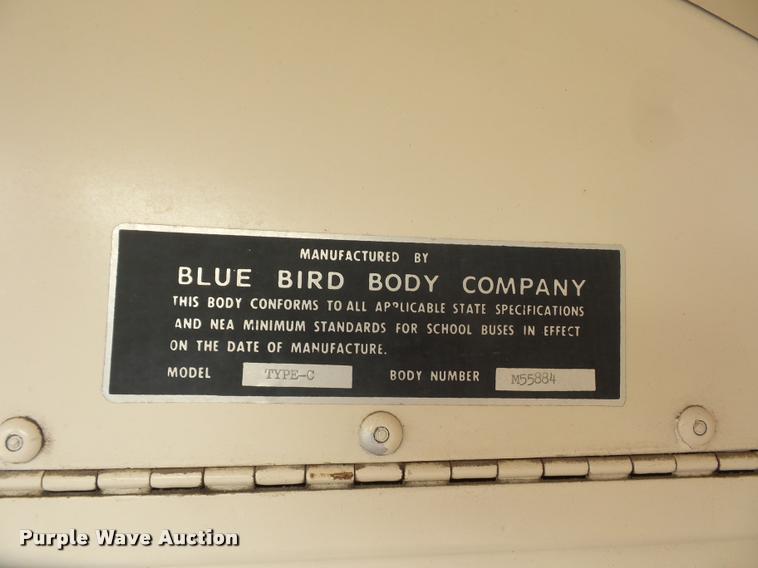 MANUFACTURED BY
BLUE BIRD BODY COMPANY
THIS BODY CONFORMS TO ALL APPLICABLE STATE SPECIFICATIONS
AND NEA MINIMUM STANDARDS FOR SCHOOL BUSES IN EFFECT
ON THE DATE OF MANUFACTURE.
MODEL TYPE-C BODY NUMBER M55884
Purple Wave Auction